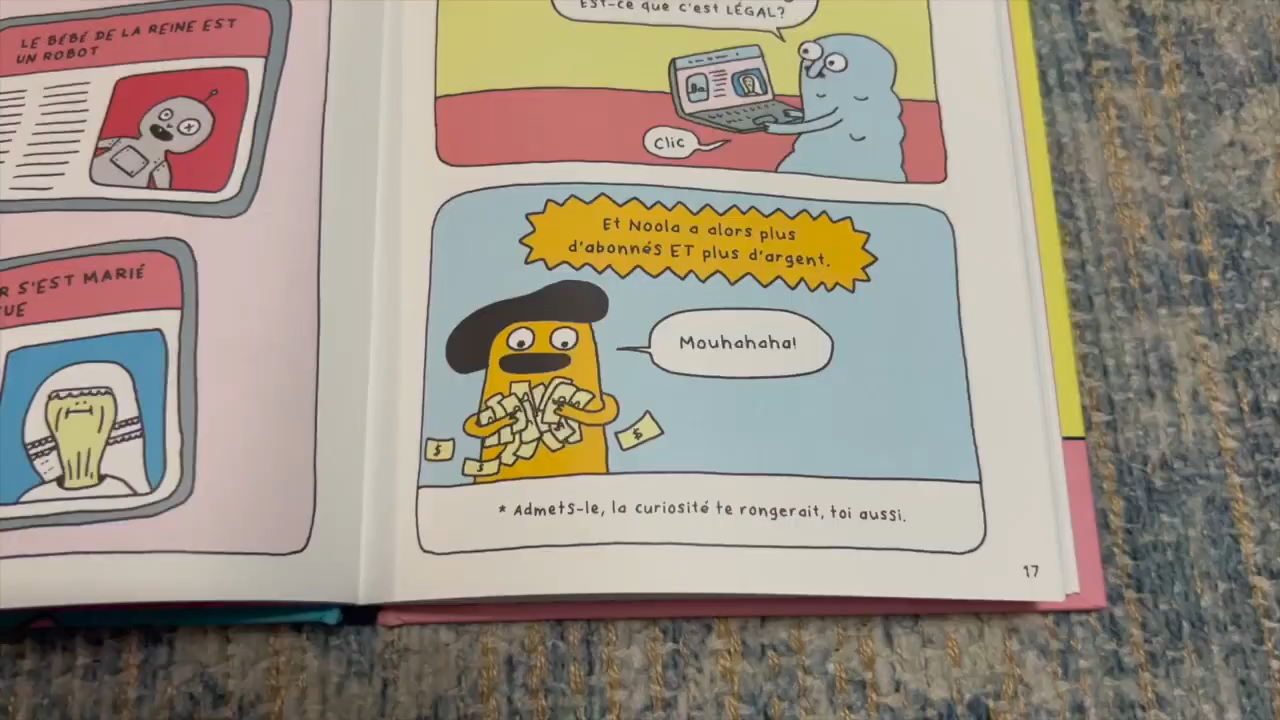 LE BÉBÉ DE LA REINE EST
UN ROBOT
R S'EST MARIÉ
EST-ce que c'est LÉGAL?
Clic
Et Noola a alors plus
d'abonnés ET plus d'argent.
Mouhahaha!
$
$
$
* Admets-le, la curiosité te rongerait, toi aussi.
17